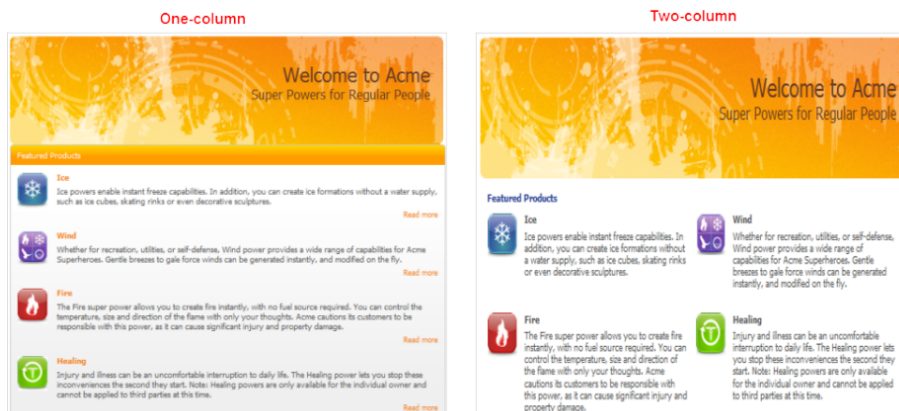 One-column
Welcome to Acme
Super Powers for Regular People
Featured Products
Ice
Ice powers enable instant freeze capabilities. In addition, you can create ice formations without a water supply,
such as ice cubes, skating rinks or even decorative sculptures.
Read more
Wind
Whether for recreation, utilities, or self-defense, Wind power provides a wide range of capabilities for Acme
Superheroes. Gentle breezes to gale force winds can be generated instantly, and modified on the fly.
Read more
Fire
The Fire super power allows you to create fire instantly, with no fuel source required. You can control the
temperature, size and direction of the flame with only your thoughts. Acme cautions its customers to be
responsible with this power, as it can cause significant injury and property damage.
Read more
Healing
Injury and illness can be an uncomfortable interruption to daily life. The Healing power lets you stop these
inconveniences the second they start. Note: Healing powers are only available for the individual owner and
cannot be applied to third parties at this time.
Read more
Two-column
Welcome to Acme
Super Powers for Regular People
Featured Products
Ice
Ice powers enable instant freeze capabilities. In
addition, you can create ice formations without
a water supply, such as ice cubes, skating rinks
or even decorative sculptures.
Wind
Whether for recreation, utilities, or self-defense,
Wind power provides a wide range of
capabilities for Acme Superheroes. Gentle
breezes to gale force winds can be generated
instantly, and modified on the fly.
Fire
The Fire super power allows you to create fire
instantly, with no fuel source required. You can
control the temperature, size and direction of
the flame with only your thoughts. Acme
cautions its customers to be responsible with
this power, as it can cause significant injury and
property damage.
Healing
Injury and illness can be an uncomfortable
interruption to daily life. The Healing power lets
you stop these inconveniences the second they
start. Note: Healing powers are only available
for the individual owner and cannot be applied
to third parties at this time.